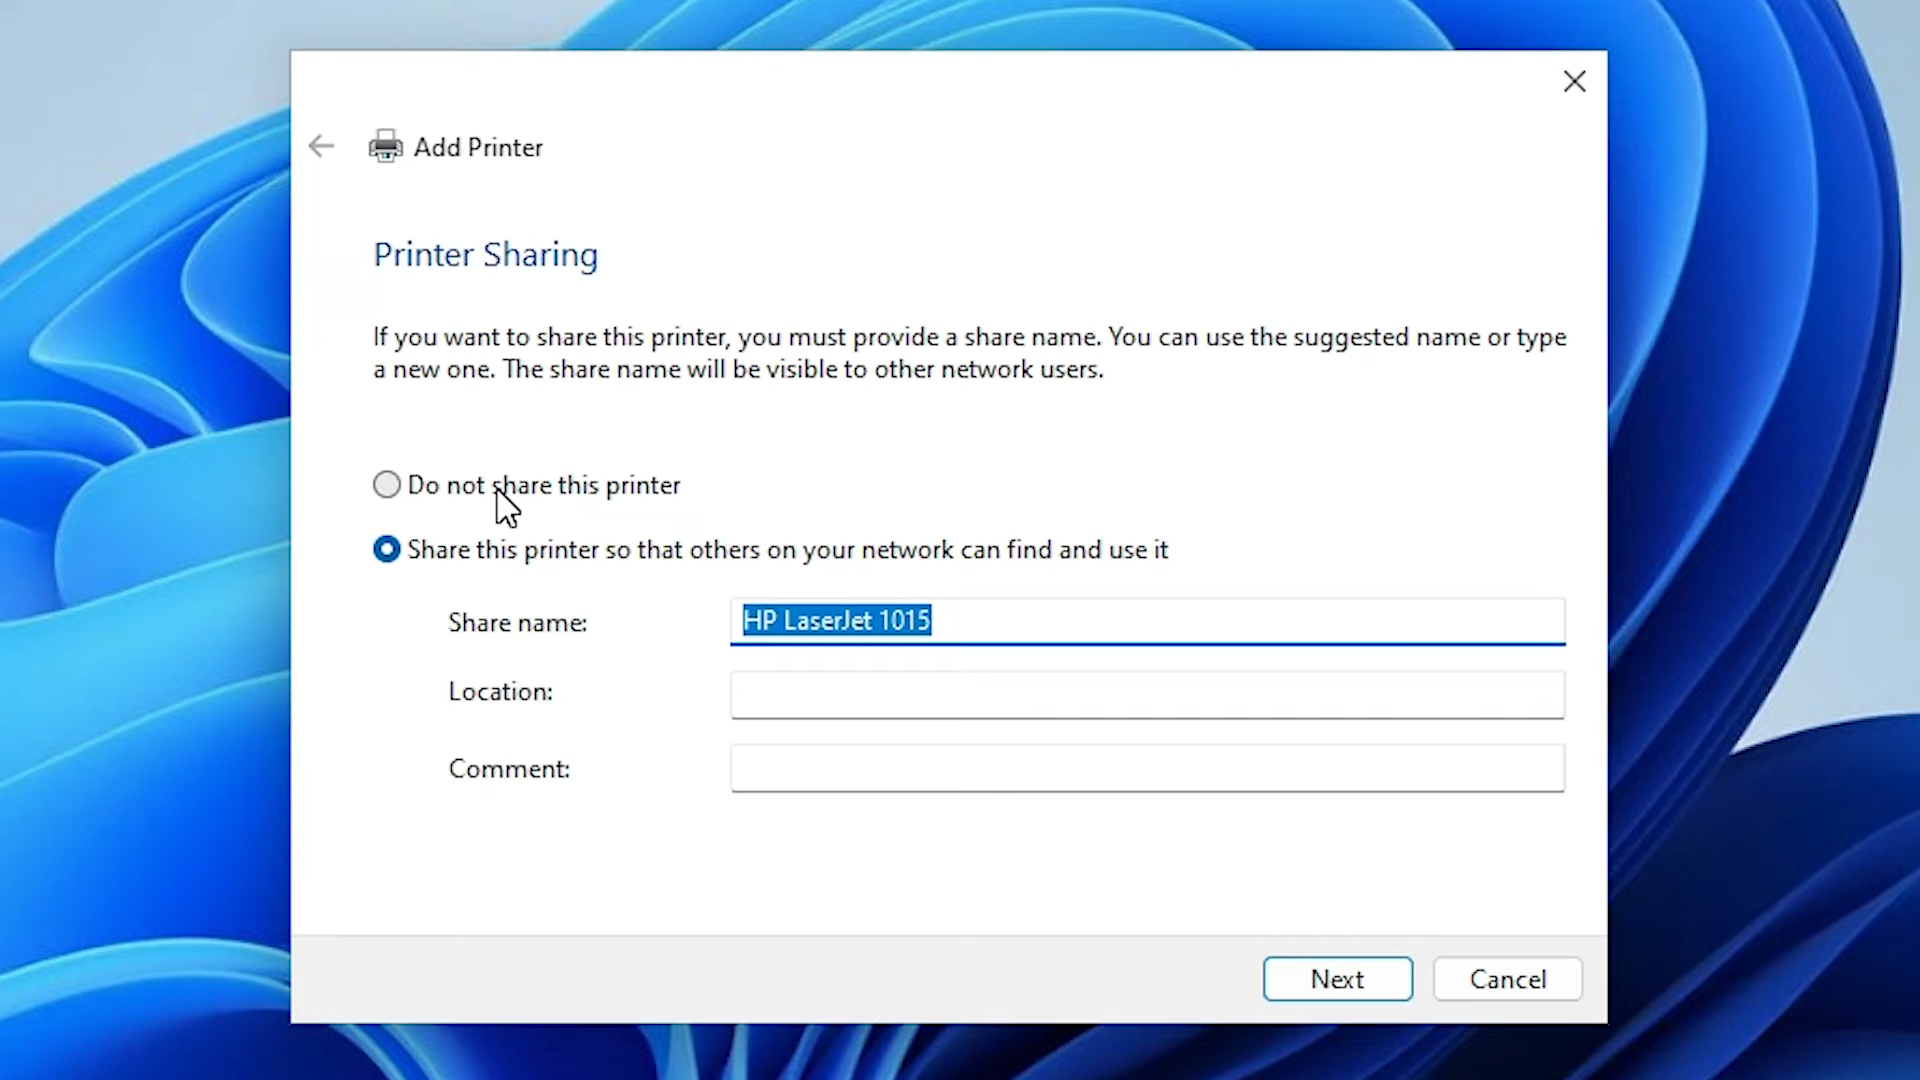 Add Printer
Printer Sharing
If you want to share this printer, you must provide a share name. You can use the suggested name or type
a new one. The share name will be visible to other network users.
Do not share this printer
Share this printer so that others on your network can find and use it
Share name:
HP LaserJet 1015
Location:
Comment:
Next
Cancel